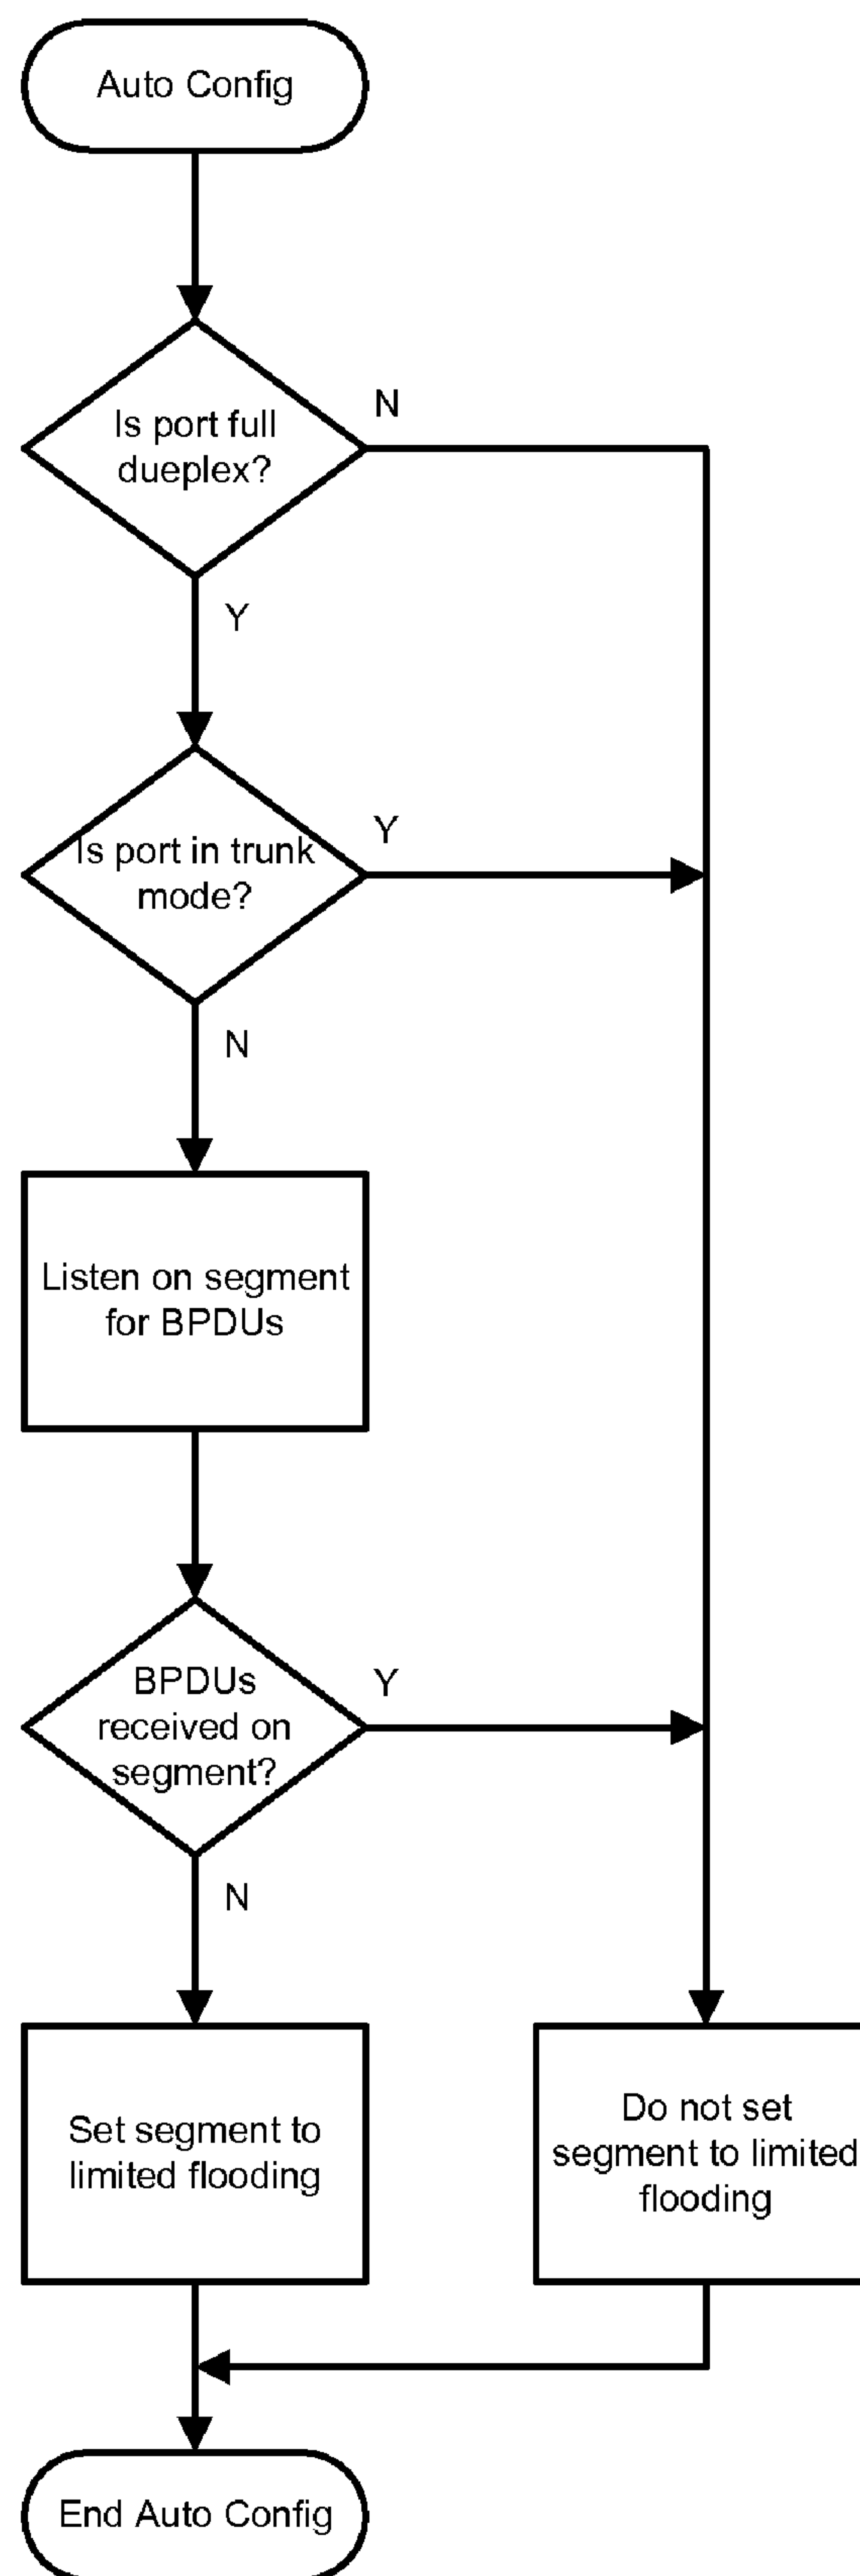 Auto Config
Is port full
dueplex?
N
Y
Is port in trunk
mode?
Y
N
Listen on segment
for BPDUs
BPDUs
received on
segment?
Y
N
Set segment to
limited flooding
Do not set
segment to limited
flooding
End Auto Config